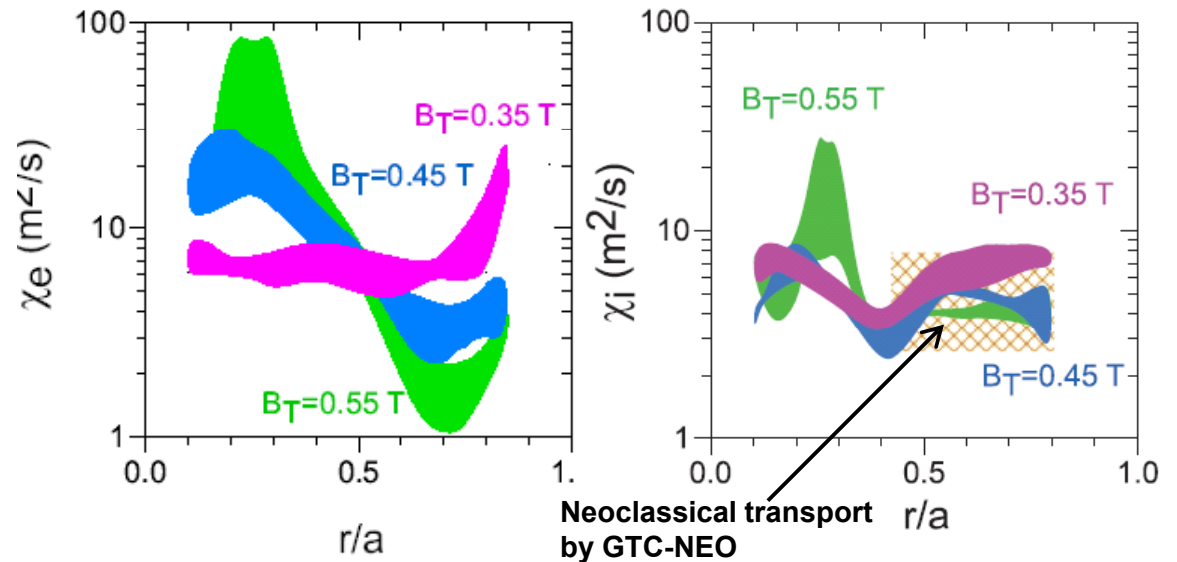 100
10
1
χe (m2/s)
BT=0.35 T
BT=0.45 T
BT=0.55 T
0.0
0.5
1.
r/a
100
10
1
χi (m2/s)
BT=0.55 T
BT=0.35 T
BT=0.45 T
0.0
0.5
1.0
r/a
Neoclassical transport
by GTC-NEO